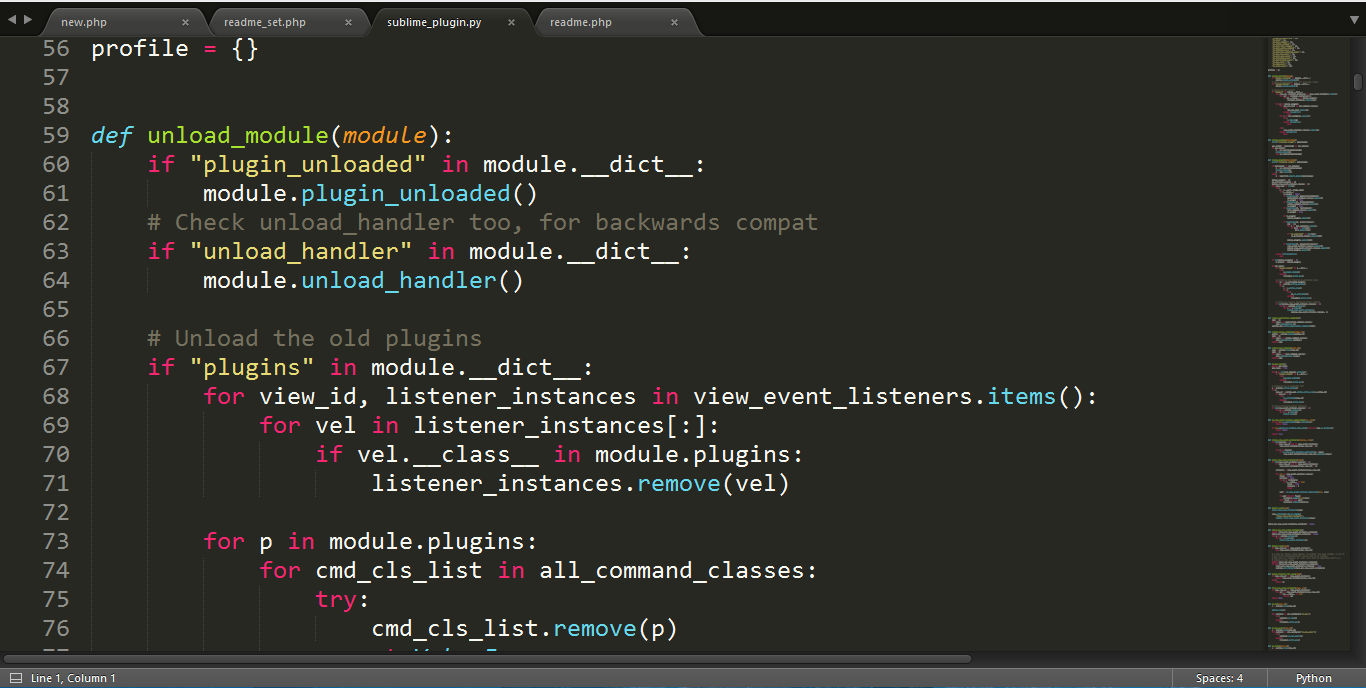 new.php × readme_set.php × sublime_plugin.py × readme.php ×
56 profile = {}
57
58
59 def unload_module(module):
60     if "plugin_unloaded" in module.__dict__:
61         module.plugin_unloaded()
62     # Check unload_handler too, for backwards compat
63     if "unload_handler" in module.__dict__:
64         module.unload_handler()
65
66     # Unload the old plugins
67     if "plugins" in module.__dict__:
68         for view_id, listener_instances in view_event_listeners.items():
69             for vel in listener_instances[:]:
70                 if vel.__class__ in module.plugins:
71                     listener_instances.remove(vel)
72
73         for p in module.plugins:
74             for cmd_cls_list in all_command_classes:
75                 try:
76                     cmd_cls_list.remove(p)
Line 1, Column 1 Spaces: 4 Python